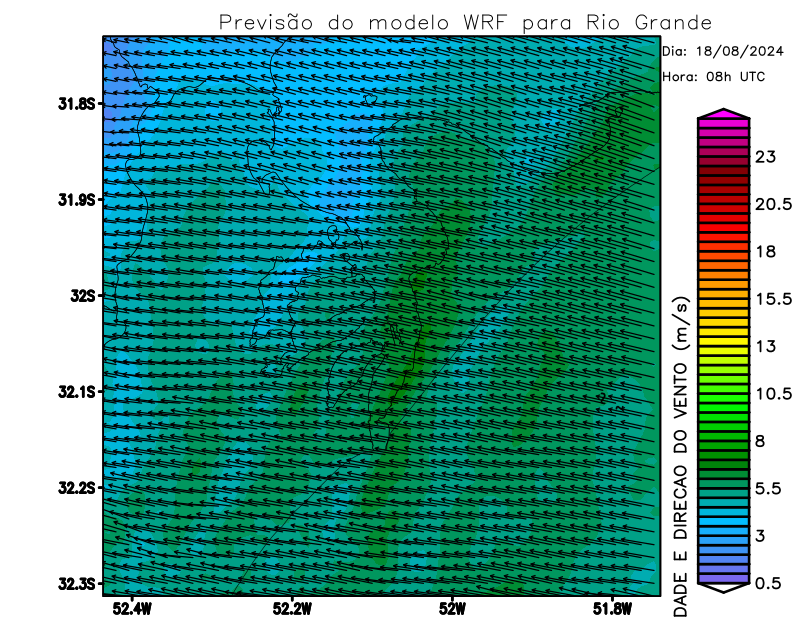 Previsão do modelo WRF para Rio Grande
Dia: 18/08/2024
Hora: 08h UTC
31.8S
31.9S
32S
32.1S
32.2S
32.3S
52.4W
52.2W
52W
51.8W
DADE E DIRECAO DO VENTO (m/s)
23
20.5
18
15.5
13
10.5
8
5.5
3
0.5